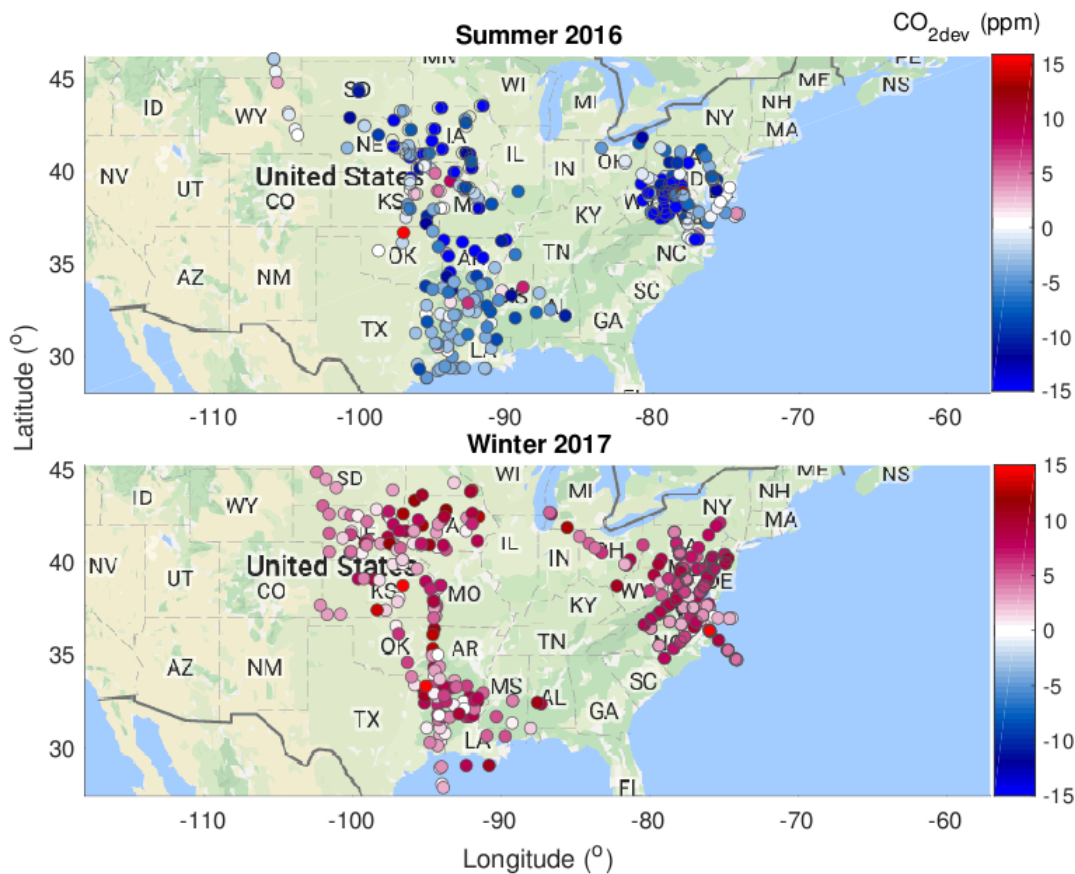 CO2dev (ppm)
Summer 2016
45
40
35
30
MN
WI
ME
PE
NS
ID
WY
SD
MI
NH
NY
MA
NE
IA
IL
IN
NV
UT
United States
CO
KS
KY
OK
TN
NC
AZ
NM
SC
TX
AL
GA
LA
15
10
5
0
-5
-10
-15
-110
-100
-90
-80
-70
-60
Latitude (°)
Winter 2017
45
40
35
30
WI
ME
NS
SD
ID
WY
MI
NH
NY
MA
IL
IN
OH
NV
UT
United States
CO
KS
MO
KY
WV
DE
OK
AR
TN
NC
AZ
NM
MS
SC
AL
TX
GA
LA
FL
15
10
5
0
-5
-10
-15
-110
-100
-90
-80
-70
-60
Longitude (°)